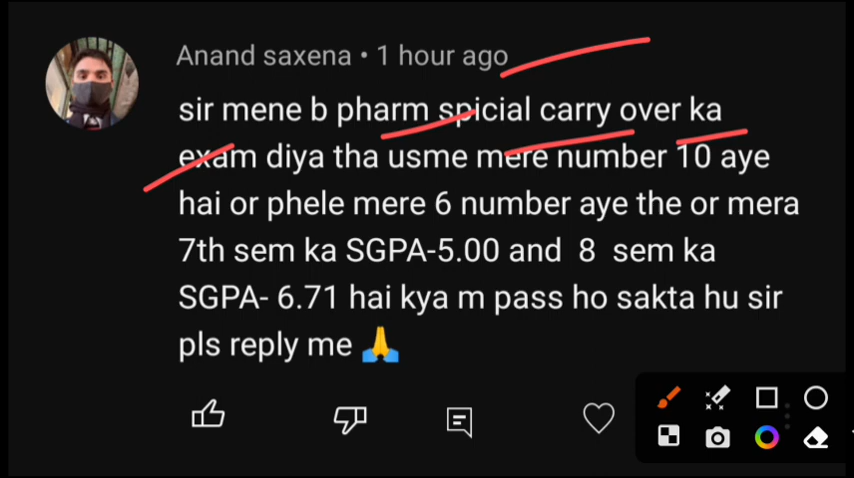 Anand saxena • 1 hour ago
sir mene b pharm spicial carry over ka
exam diya tha usme mere number 10 aye
hai or phele mere 6 number aye the or mera
7th sem ka SGPA-5.00 and 8 sem ka
SGPA- 6.71 hai kya m pass ho sakta hu sir
pls reply me 🙏